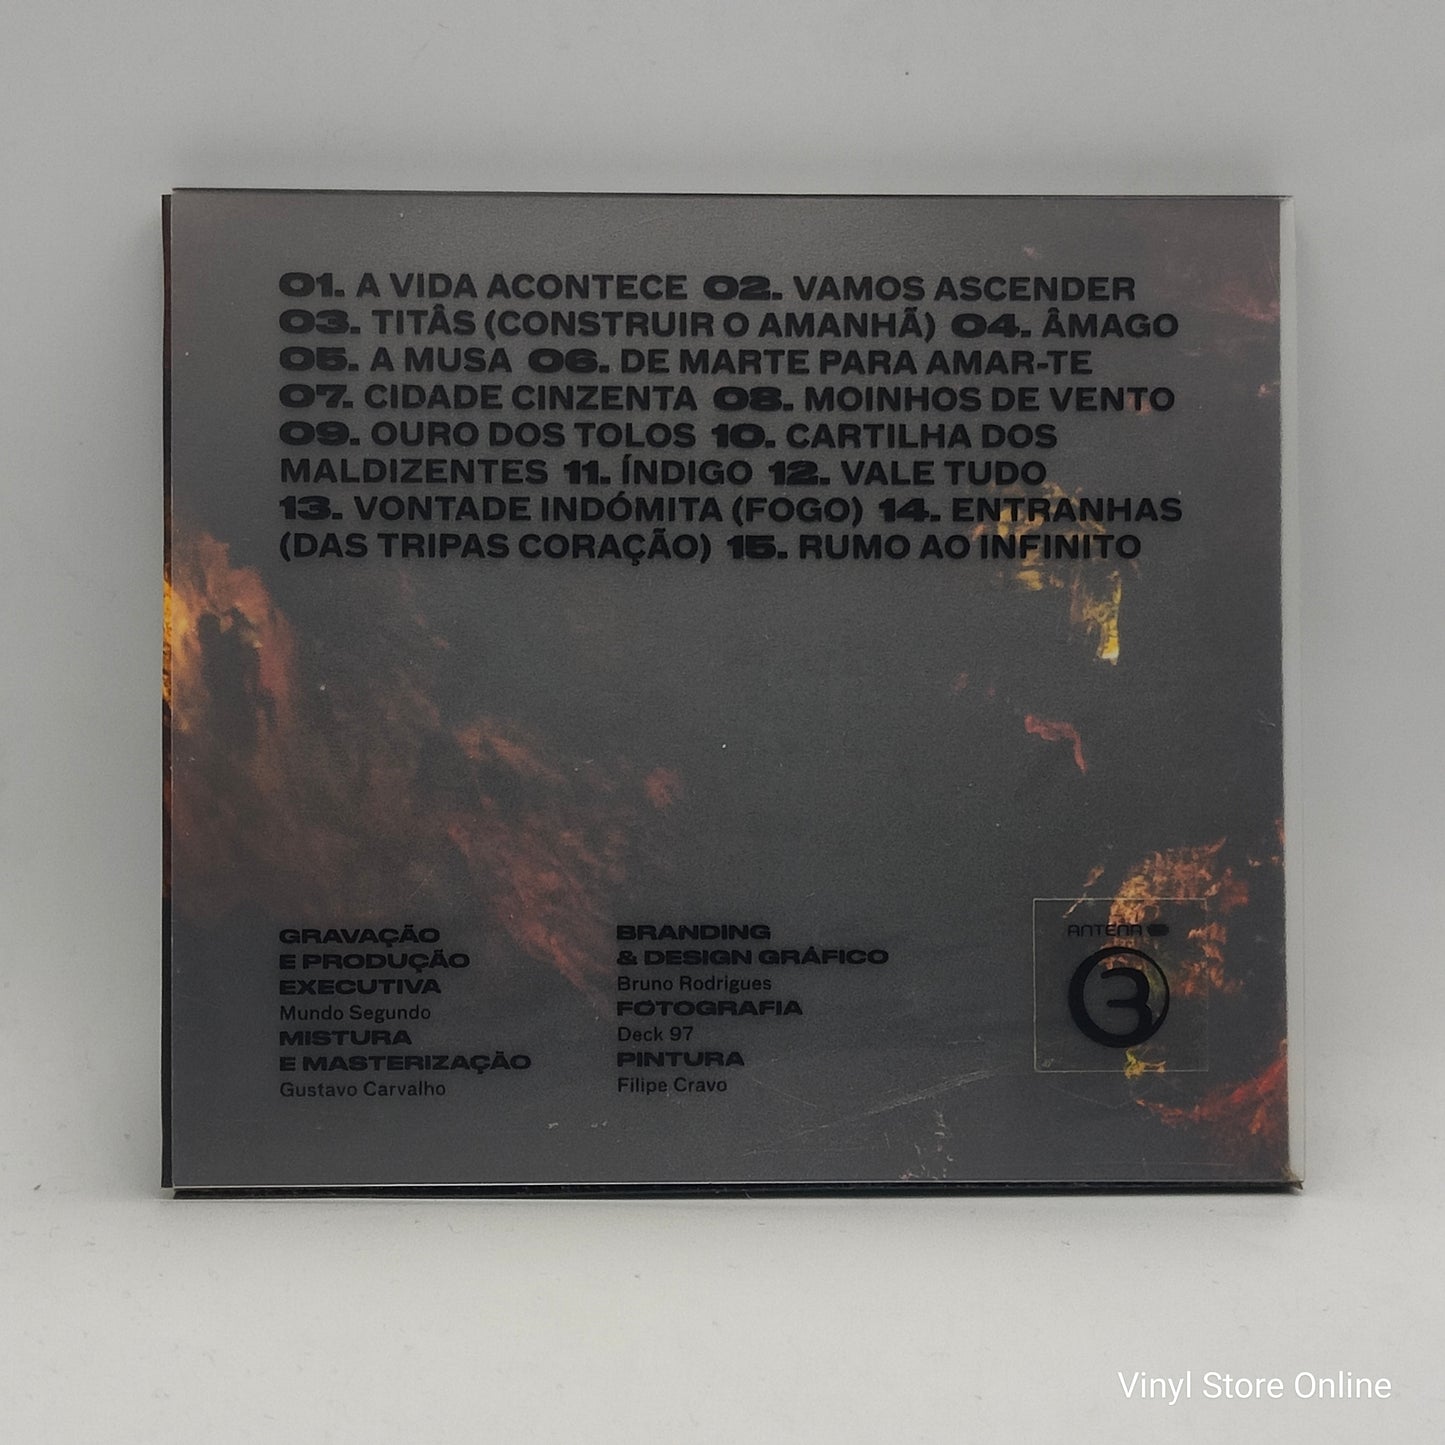 01. A VIDA ACONTECE 02. VAMOS ASCENDER
03. TITÂS (CONSTRUIR O AMANHÃ) 04. ÂMAGO
05. A MUSA 06. DE MARTE PARA AMAR-TE
07. CIDADE CINZENTA 08. MOINHOS DE VENTO
09. OURO DOS TOLOS 10. CARTILHA DOS
MALDIZENTES 11. ÍNDIGO 12. VALE TUDO
13. VONTADE INDÓMITA (FOGO) 14. ENTRANHAS
(DAS TRIPAS CORAÇÃO) 15. RUMO AO INFINITO
GRAVAÇÃO
E PRODUÇÃO
EXECUTIVA
Mundo Segundo
MISTURA
E MASTERIZAÇÃO
Gustavo Carvalho
BRANDING
& DESIGN GRÁFICO
Bruno Rodrigues
FOTOGRAFIA
Deck 97
PINTURA
Filipe Cravo
ANTENA
3
Vinyl Store Online